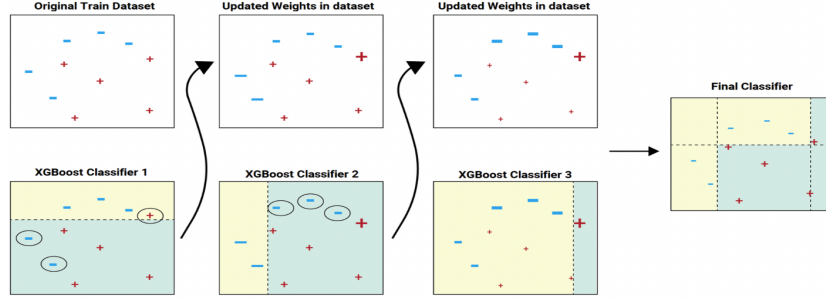 Original Train Dataset
Updated Weights in dataset
Updated Weights in dataset
Final Classifier
XGBoost Classifier 1
XGBoost Classifier 2
XGBoost Classifier 3